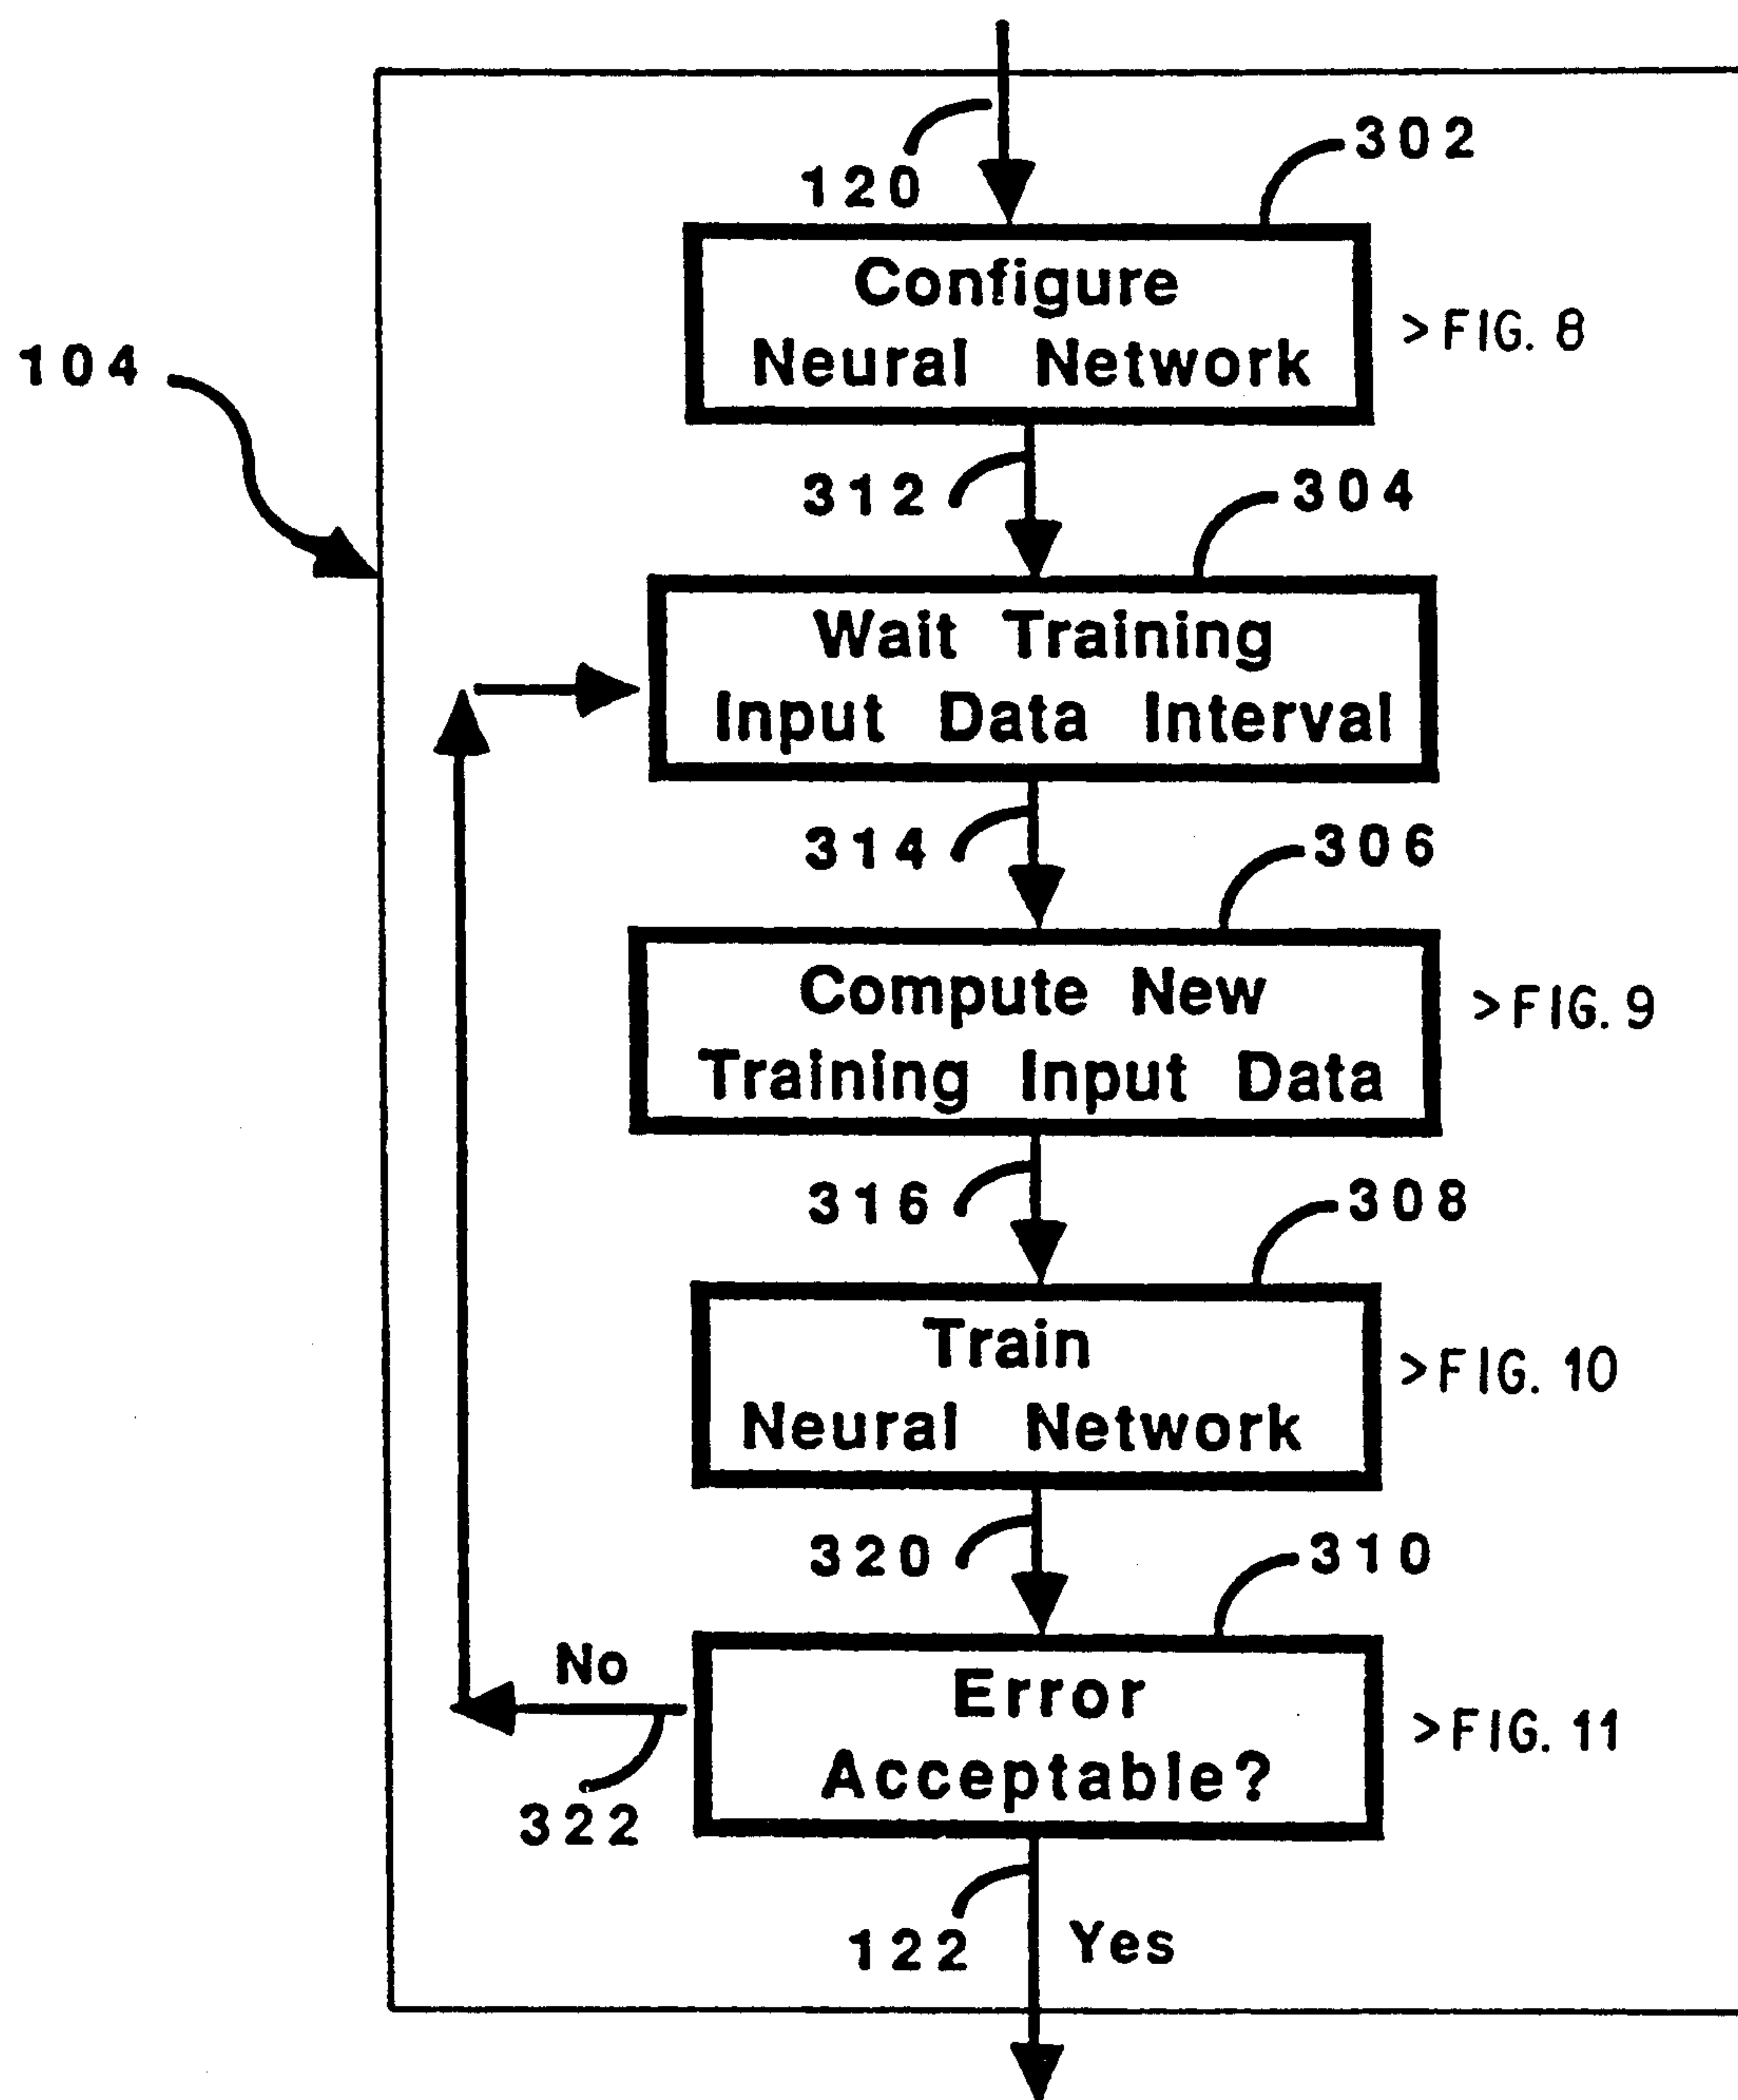 302
120
Configure
Neural Network
>FIG. 8
104
312
304
Wait Training
Input Data Interval
314
306
Compute New
Training Input Data
>FIG. 9
316
308
Train
Neural Network
>FIG. 10
320
310
No
Error
Acceptable?
>FIG. 11
322
122
Yes